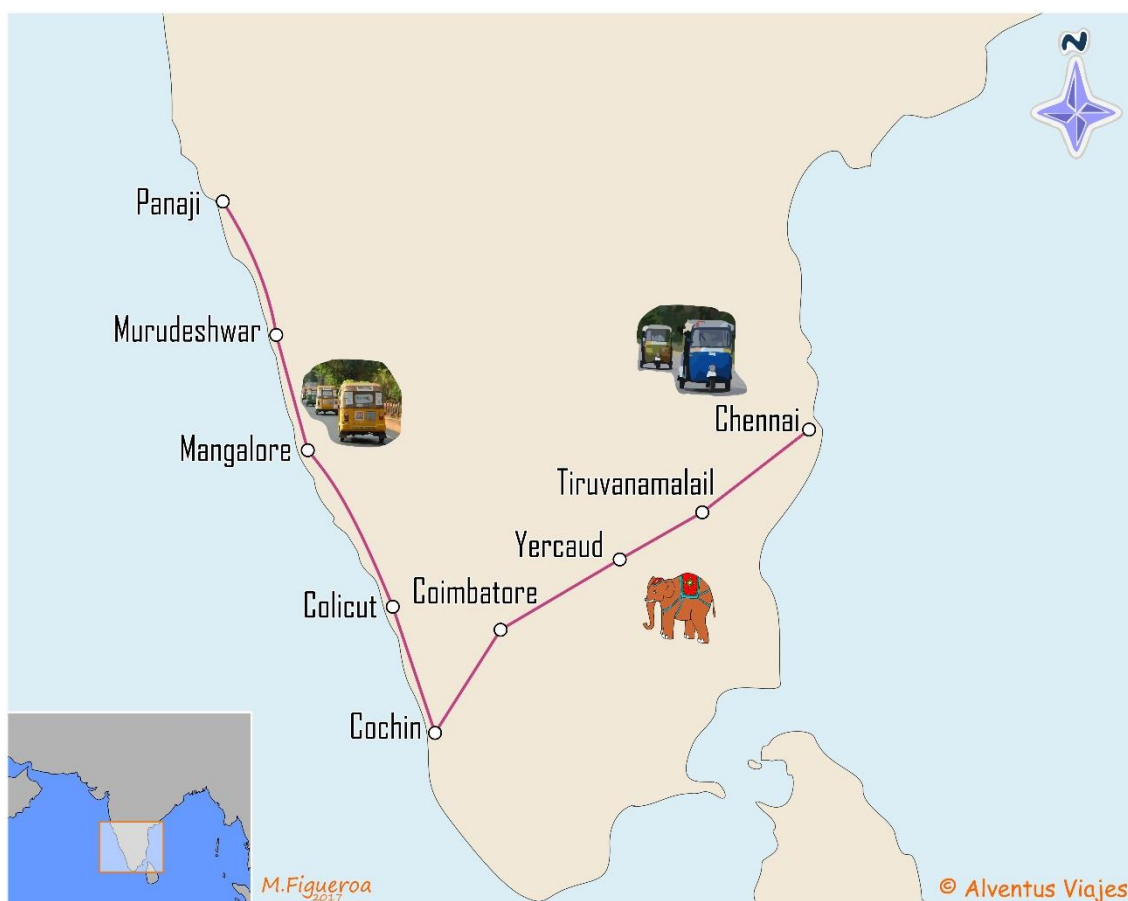 N
Panaji
Murudeshwar
Mangalore
Chennai
Tiruvanamalail
Yercaud
Coimbatore
Colicut
Cochin
M.Figueroa
2017
© Alventus Viajes